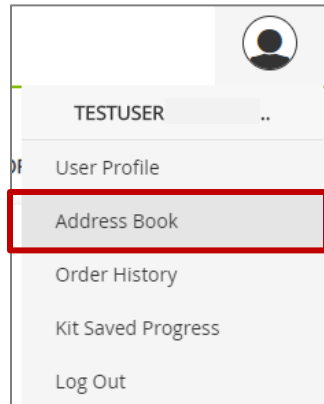 TESTUSER ..
User Profile
Address Book
Order History
Kit Saved Progress
Log Out